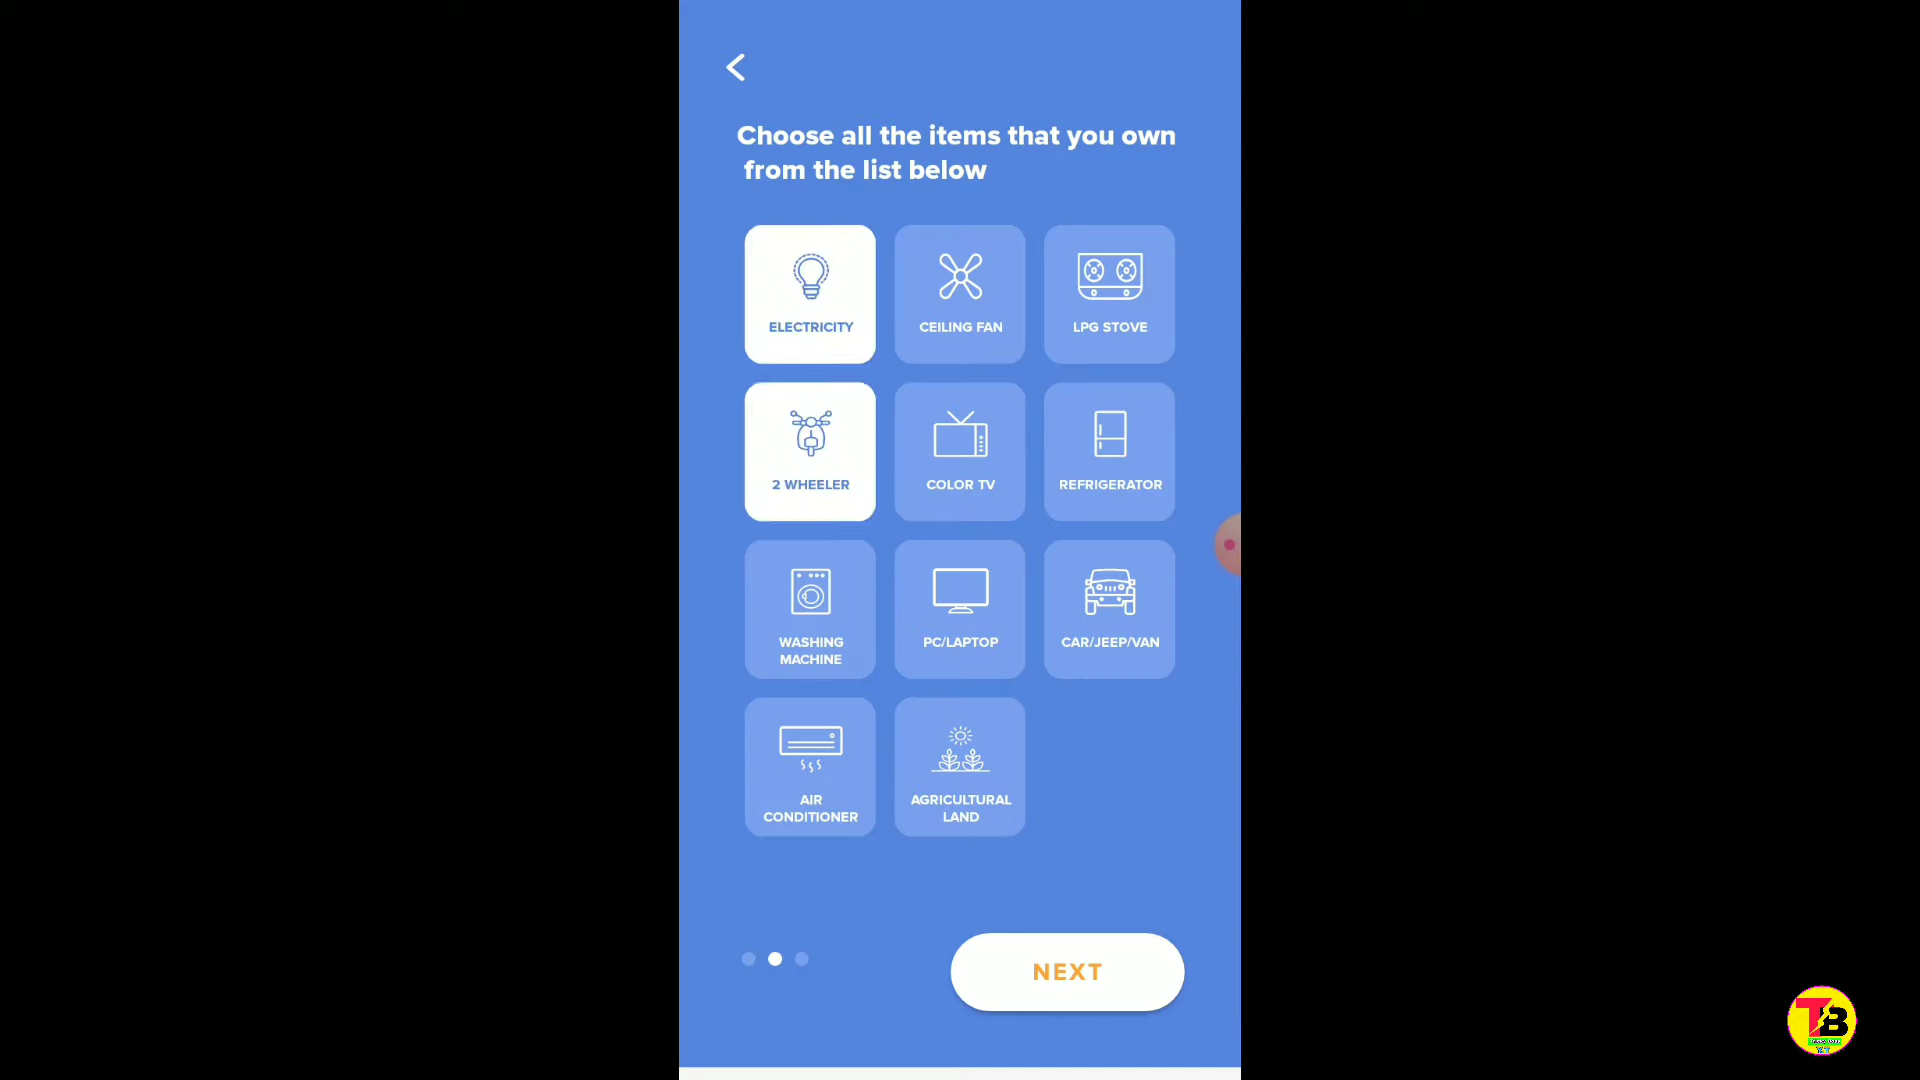 Choose all the items that you own
from the list below
ELECTRICITY
CEILING FAN
LPG STOVE
2 WHEELER
COLOR TV
REFRIGERATOR
WASHING
MACHINE
PC/LAPTOP
CAR/JEEP/VAN
AIR
CONDITIONER
AGRICULTURAL
LAND
NEXT
TB